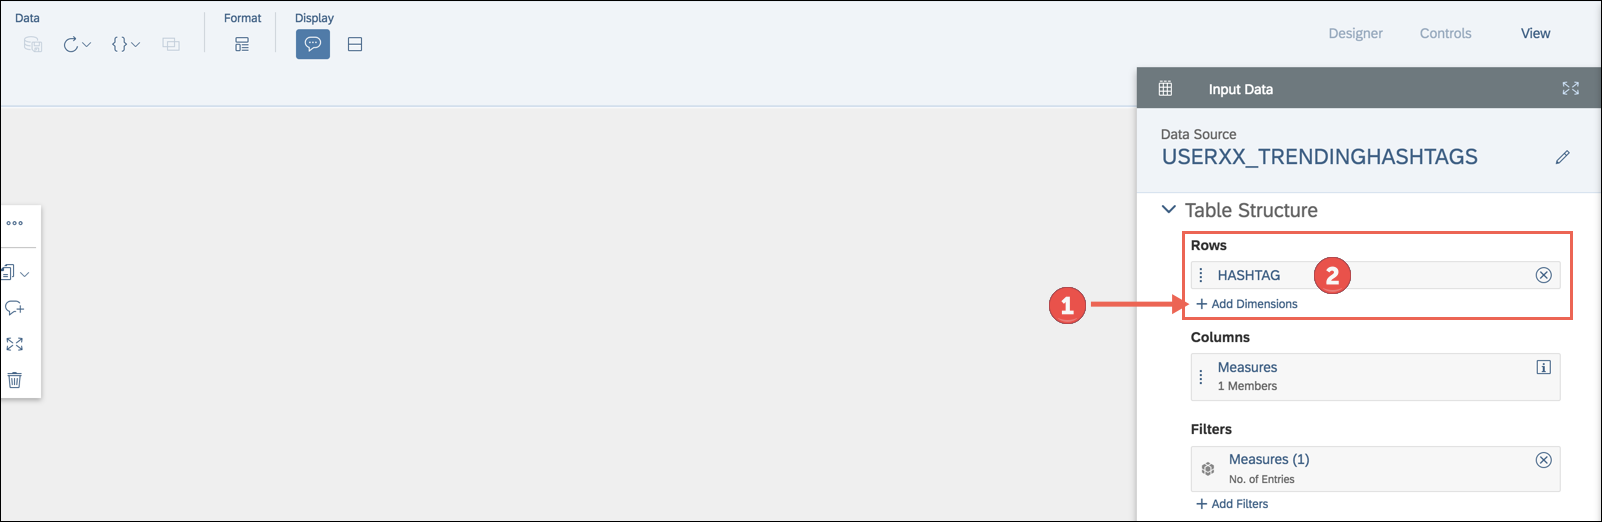 Data
Format
Display
Designer
Controls
View
Input Data
Data Source
USERXX_TRENDINGHASHTAGS
Table Structure
Rows
HASHTAG
2
1
+ Add Dimensions
Columns
Measures
1 Members
Filters
Measures (1)
No. of Entries
+ Add Filters